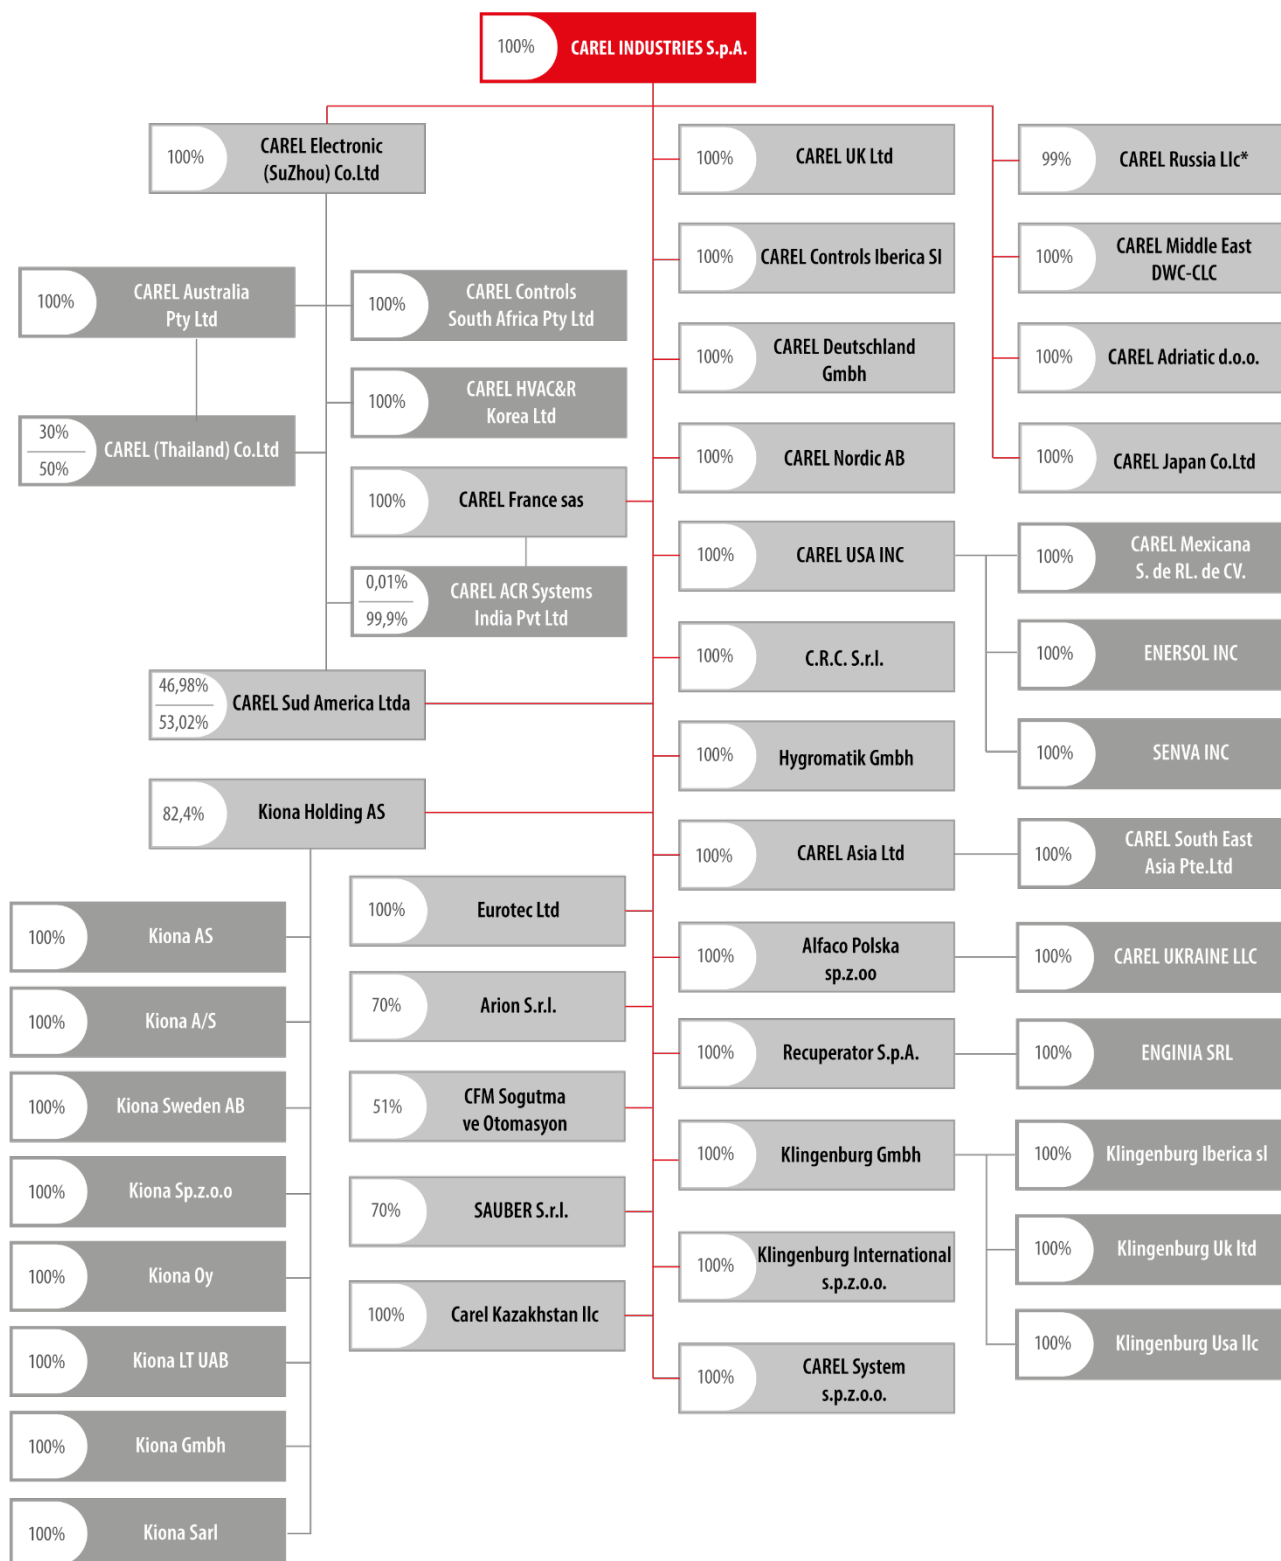 100%
CAREL INDUSTRIES S.p.A.
100%
CAREL Electronic
(SuZhou) Co.Ltd
100%
CAREL Australia
Pty Ltd
100%
CAREL Controls
South Africa Pty Ltd
100%
CAREL HVAC&R
Korea Ltd
30%
50%
CAREL (Thailand) Co.Ltd
100%
CAREL France sas
0,01%
99,9%
CAREL ACR Systems
India Pvt Ltd
46,98%
53,02%
CAREL Sud America Ltda
82,4%
Kiona Holding AS
100%
Kiona AS
100%
Kiona A/S
100%
Kiona Sweden AB
100%
Kiona Sp.z.o.o
100%
Kiona Oy
100%
Kiona LT UAB
100%
Kiona Gmbh
100%
Kiona Sarl
100%
Eurotec Ltd
70%
Arion S.r.l.
51%
CFM Sogutma
ve Otomasyon
70%
SAUBER S.r.l.
100%
Carel Kazakhstan llc
100%
CAREL UK Ltd
100%
CAREL Controls Iberica Sl
100%
CAREL Deutschland
Gmbh
100%
CAREL Nordic AB
100%
CAREL USA INC
100%
C.R.C. S.r.l.
100%
Hygromatik Gmbh
100%
CAREL Asia Ltd
100%
Alfaco Polska
sp.z.oo
100%
Recuperator S.p.A.
100%
Klingenburg Gmbh
100%
Klingenburg International
s.p.z.o.o.
100%
CAREL System
s.p.z.o.o.
99%
CAREL Russia Llc*
100%
CAREL Middle East
DWC-CLC
100%
CAREL Adriatic d.o.o.
100%
CAREL Japan Co.Ltd
100%
CAREL Mexicana
S. de RL. de CV.
100%
ENERSOL INC
100%
SENVA INC
100%
CAREL South East
Asia Pte.Ltd
100%
CAREL UKRAINE LLC
100%
ENGINIA SRL
100%
Klingenburg Iberica sl
100%
Klingenburg Uk ltd
100%
Klingenburg Usa llc